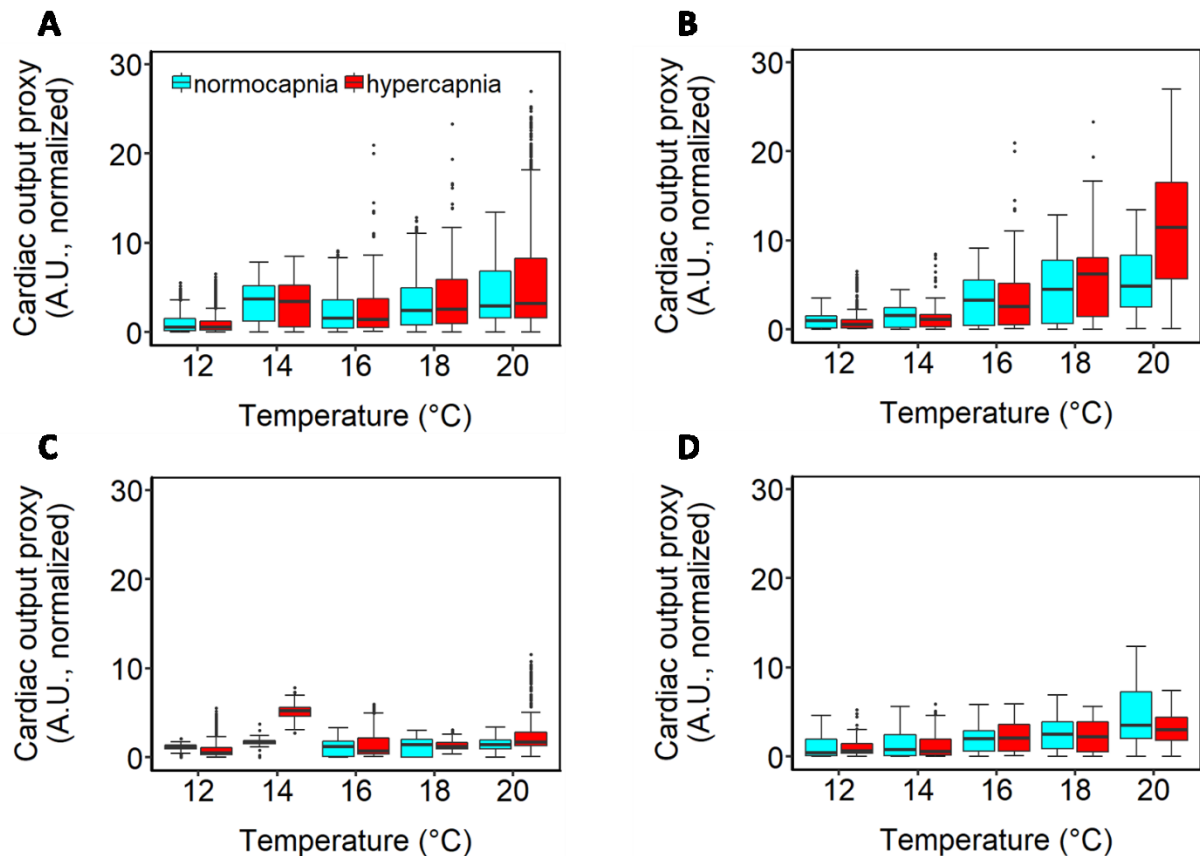 A
Cardiac output proxy
(A.U., normalized)
30
20
10
0
normocapnia hypercapnia
12 14 16 18 20
Temperature (°C)
B
Cardiac output proxy
(A.U., normalized)
30
20
10
0
12 14 16 18 20
Temperature (°C)
C
Cardiac output proxy
(A.U., normalized)
30
20
10
0
12 14 16 18 20
Temperature (°C)
D
Cardiac output proxy
(A.U., normalized)
30
20
10
0
12 14 16 18 20
Temperature (°C)